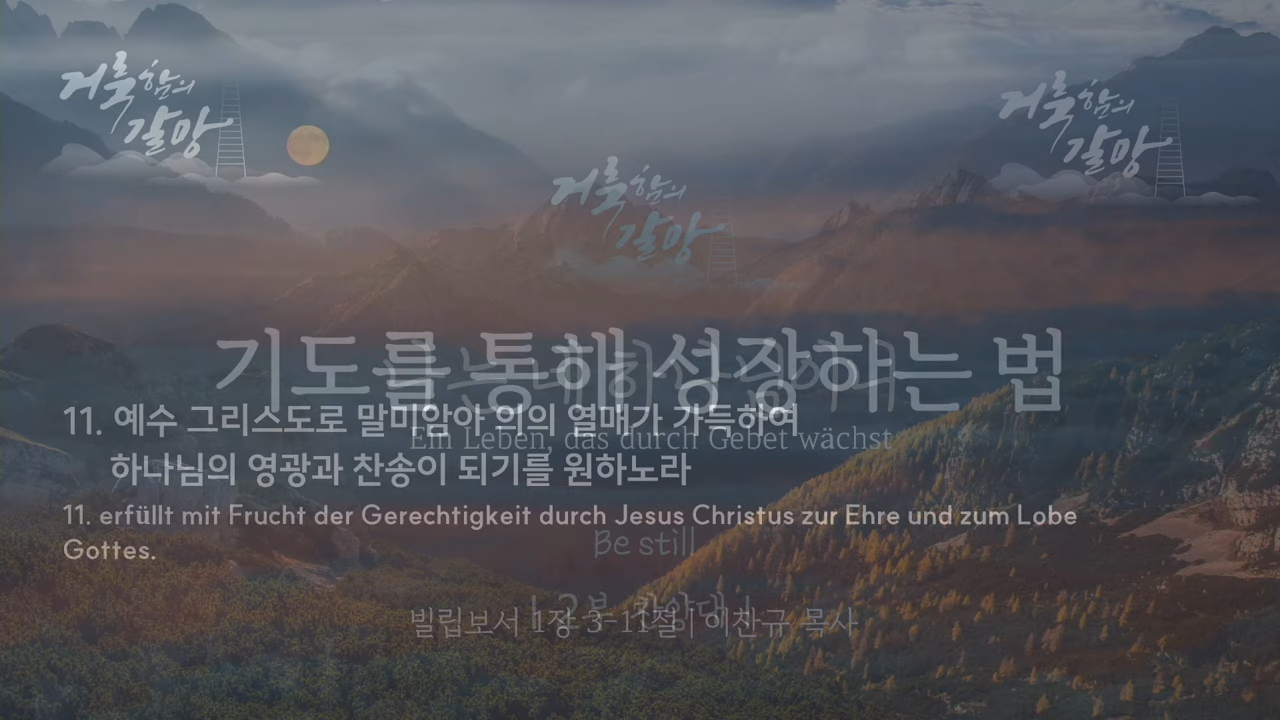 거룩함의
갈망
거룩함의
갈망
거룩함의
갈망
기도를 통해 성장하는 법
11. 예수 그리스도로 말미암아 의의 열매가 가득하여
Ein Leben, das durch Gebet wächst
하나님의 영광과 찬송이 되기를 원하노라
11. erfüllt mit Frucht der Gerechtigkeit durch Jesus Christus zur Ehre und zum Lobe
Gottes.
Be still
빌립보서 1장 3-11절 | 이찬규 목사